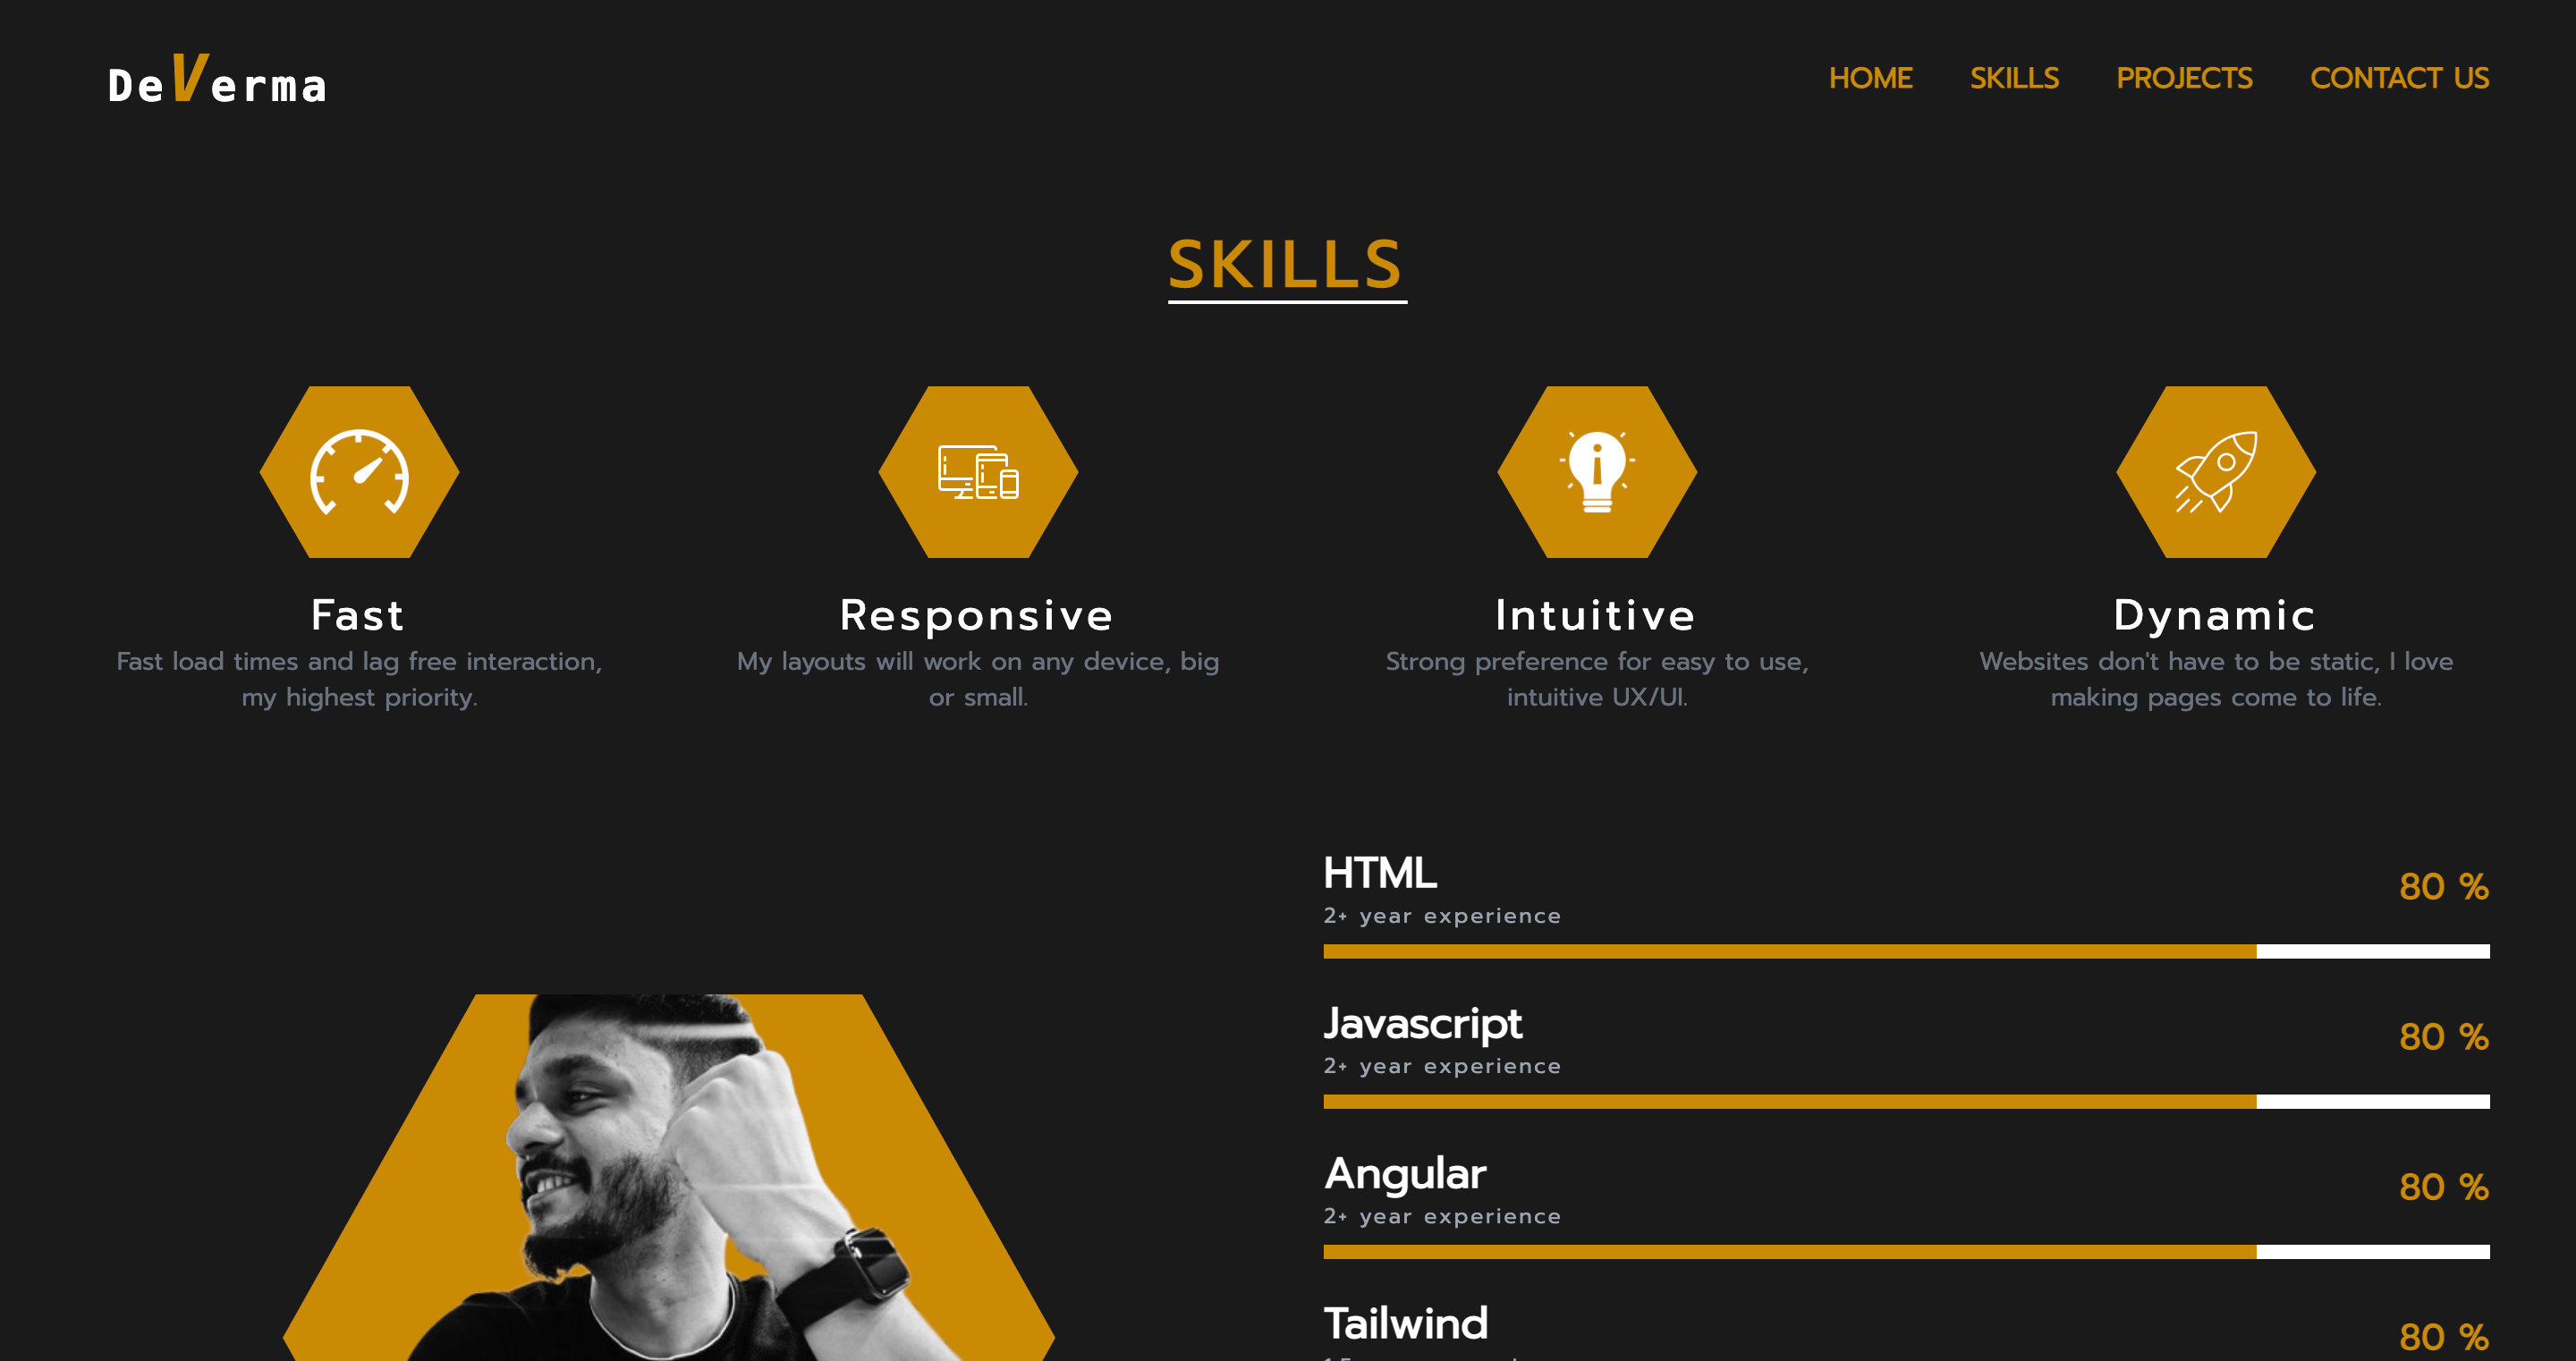 DeVerma
HOME SKILLS PROJECTS CONTACT US
SKILLS
Fast
Fast load times and lag free interaction,
my highest priority.
Responsive
My layouts will work on any device, big
or small.
Intuitive
Strong preference for easy to use,
intuitive UX/UI.
Dynamic
Websites don't have to be static, I love
making pages come to life.
HTML
2+ year experience
80 %
Javascript
2+ year experience
80 %
Angular
2+ year experience
80 %
Tailwind
80 %